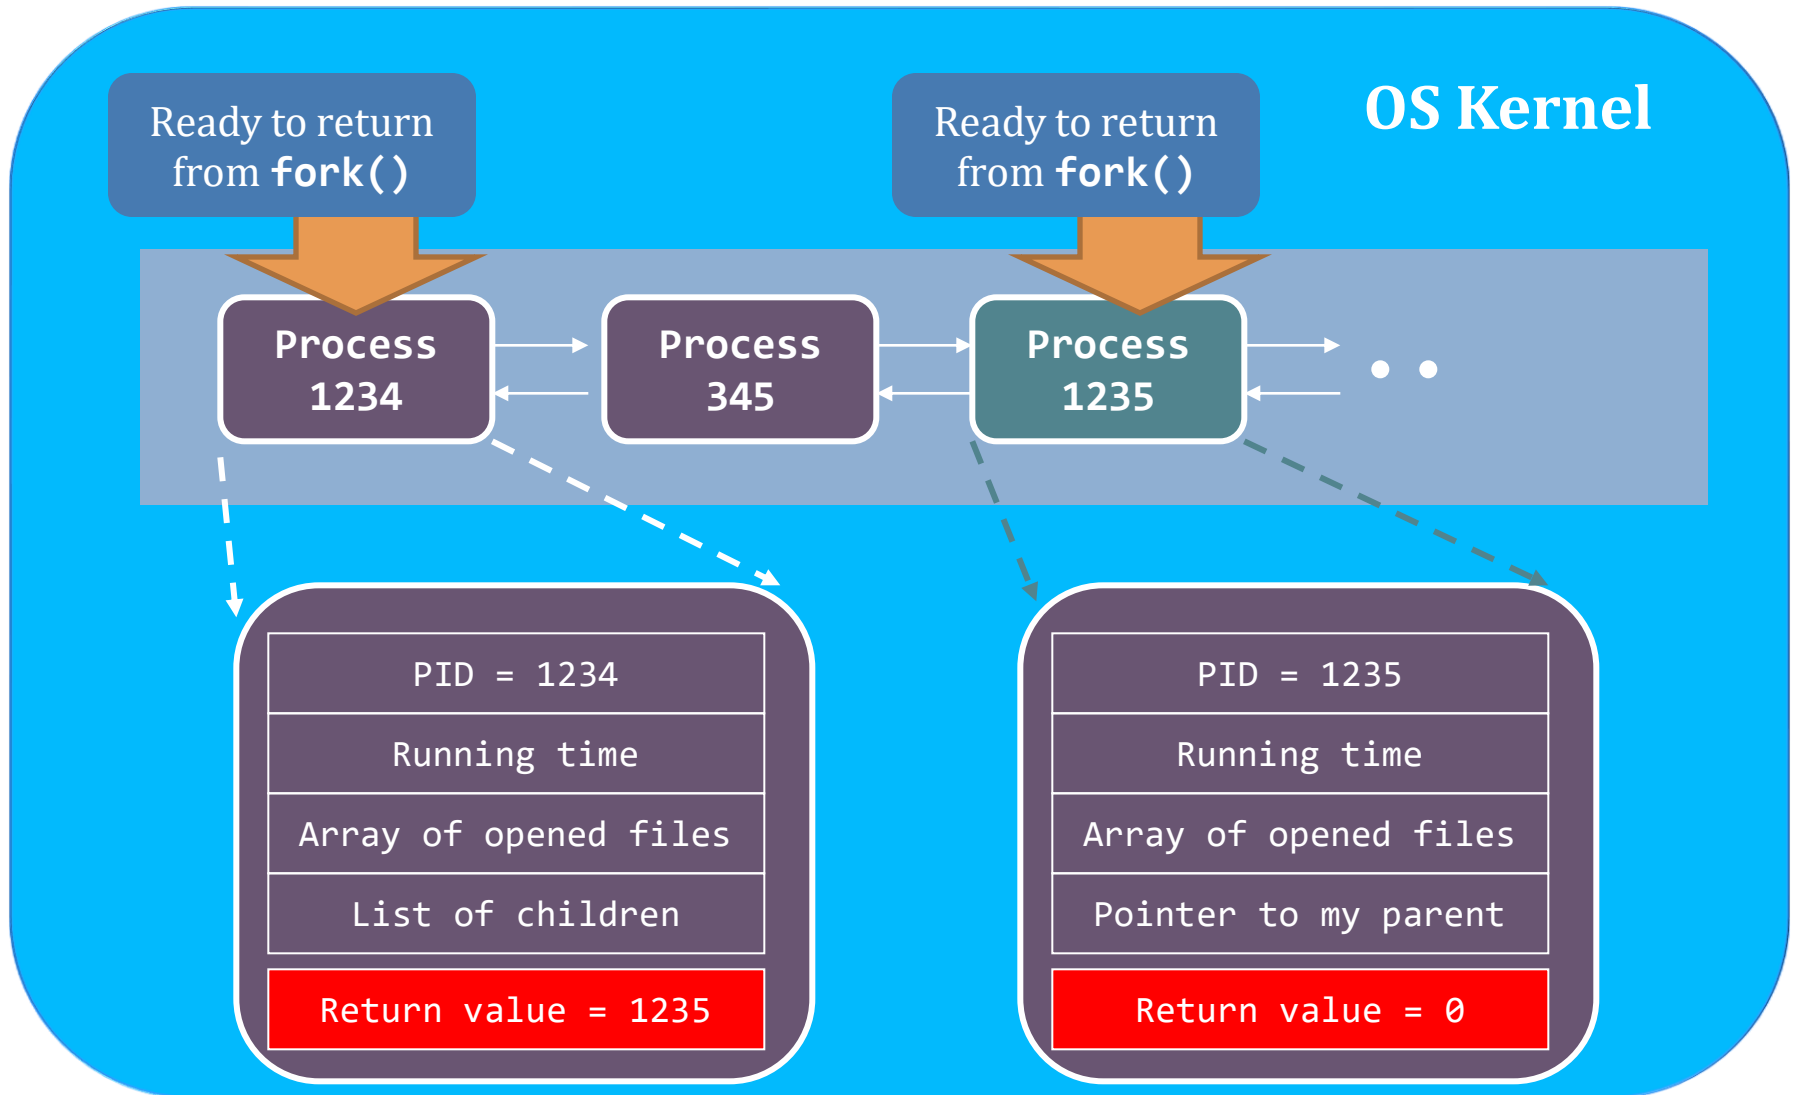 OS Kernel
Ready to return
from fork()
Ready to return
from fork()
Process
1234
Process
345
Process
1235
PID = 1234
Running time
Array of opened files
List of children
Return value = 1235
PID = 1235
Running time
Array of opened files
Pointer to my parent
Return value = 0